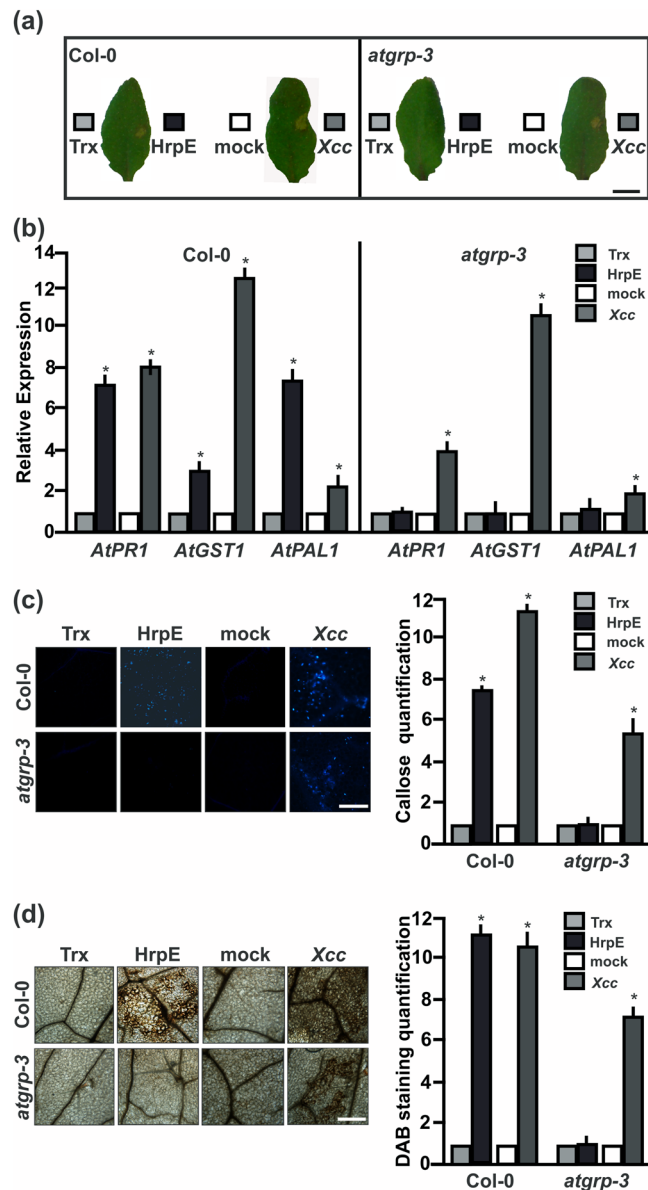 (a)
Col-0
atgrp-3
Trx HrpE mock Xcc Trx HrpE mock Xcc
(b)
Col-0
atgrp-3
Trx
HrpE
mock
Xcc
Relative Expression
14
12
10
8
6
4
2
0
* * * * * * * * *
AtPR1 AtGST1 AtPAL1 AtPR1 AtGST1 AtPAL1
(c)
Trx HrpE mock Xcc
Col-0
atgrp-3
Callose quantification
12
10
8
6
4
2
0
* * *
Trx
HrpE
mock
Xcc
Col-0 atgrp-3
(d)
Trx HrpE mock Xcc
Col-0
atgrp-3
DAB staining quantification
12
10
8
6
4
2
0
* * *
Trx
HrpE
mock
Xcc
Col-0 atgrp-3